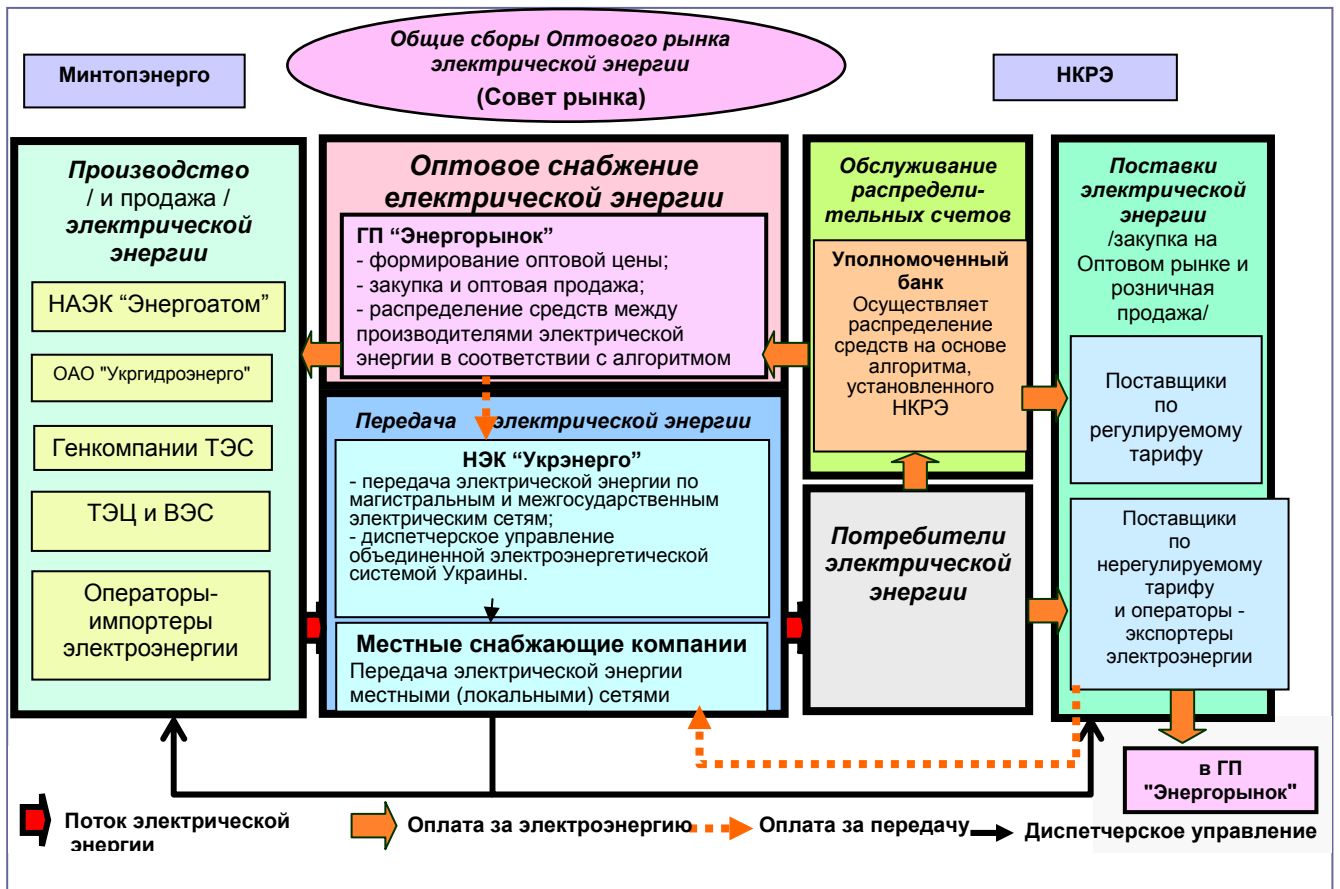 Общие сборы Оптового рынка
электрической энергии
(Совет рынка)
Минтопэнерго
НКРЭ
Производство
/ и продажа /
электрической
энергии
НАЭК “Энергоатом”
ОАО "Укргидроэнерго"
Генкомпании ТЭС
ТЭЦ и ВЭС
Операторы-
импортеры
электроэнергии
Оптовое снабжение
електрической энергии
ГП “Энергорынок”
- формирование оптовой цены;
- закупка и оптовая продажа;
- распределение средств между
производителями электрической
энергии в соответствии с алгоритмом
Передача электрической энергии
НЭК “Укрэнерго”
- передача электрической энергии по
магистральным и межгосударственным
электрическим сетям;
- диспетчерское управление
объединенной электроэнергетической
системой Украины.
Местные снабжающие компании
Передача электрической энергии
местными (локальными) сетями
Обслуживание
распредели-
тельных счетов
Уполномоченный
банк
Осуществляет
распределение
средств на основе
алгоритма,
установленного
НКРЭ
Потребители
электрической
энергии
Поставки
электрической
энергии
/закупка на
Оптовом рынке и
розничная
продажа/
Поставщики
по
регулируемому
тарифу
Поставщики
по
нерегулируемому
тарифу
и операторы -
экспортеры
электроэнергии
в ГП
"Энергорынок"
Поток электрической
энергии
Оплата за электроэнергию
Оплата за передачу
Диспетчерское управление